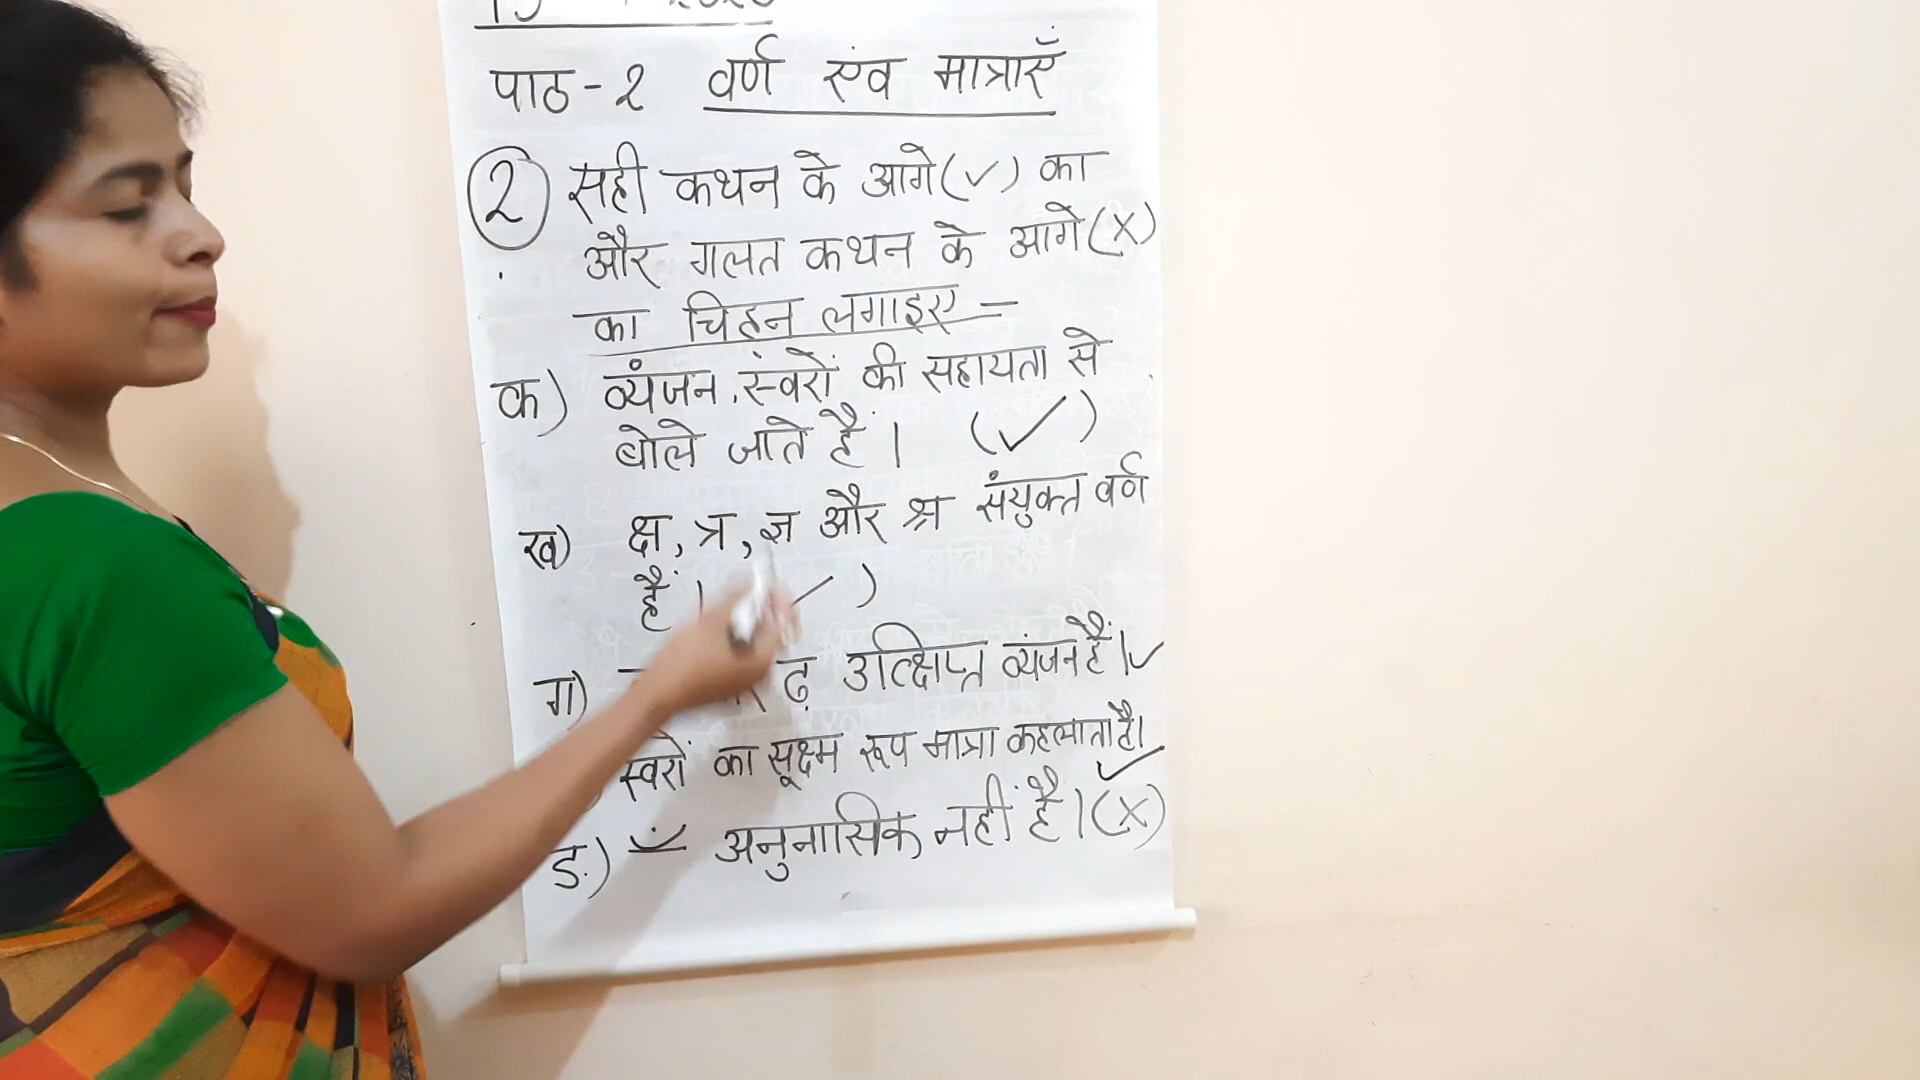 पाठ-2 वर्ण एंव मात्राएँ
2 सही कथन के आगे (✓) का
और गलत कथन के आगे (X)
का चिहन लगाइए –
क) व्यंजन, स्वरों की सहायता से
बोले जाते हैं। (✓)
ख) क्ष, त्र, ज्ञ और श्र संयुक्त वर्ण
हैं। ✓ )
ग) ढ़ उत्क्षिप्त व्यंजन हैं। ✓
स्वरों का सूक्ष्म रूप मात्रा कहलाता है। ✓
ङ) अनुनासिक नहीं है। (X)